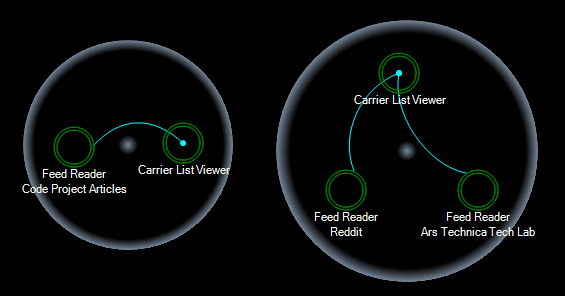 Feed Reader
Code Project Articles
Carrier List Viewer
Carrier List Viewer
Feed Reader
Reddit
Feed Reader
Ars Technica Tech Lab